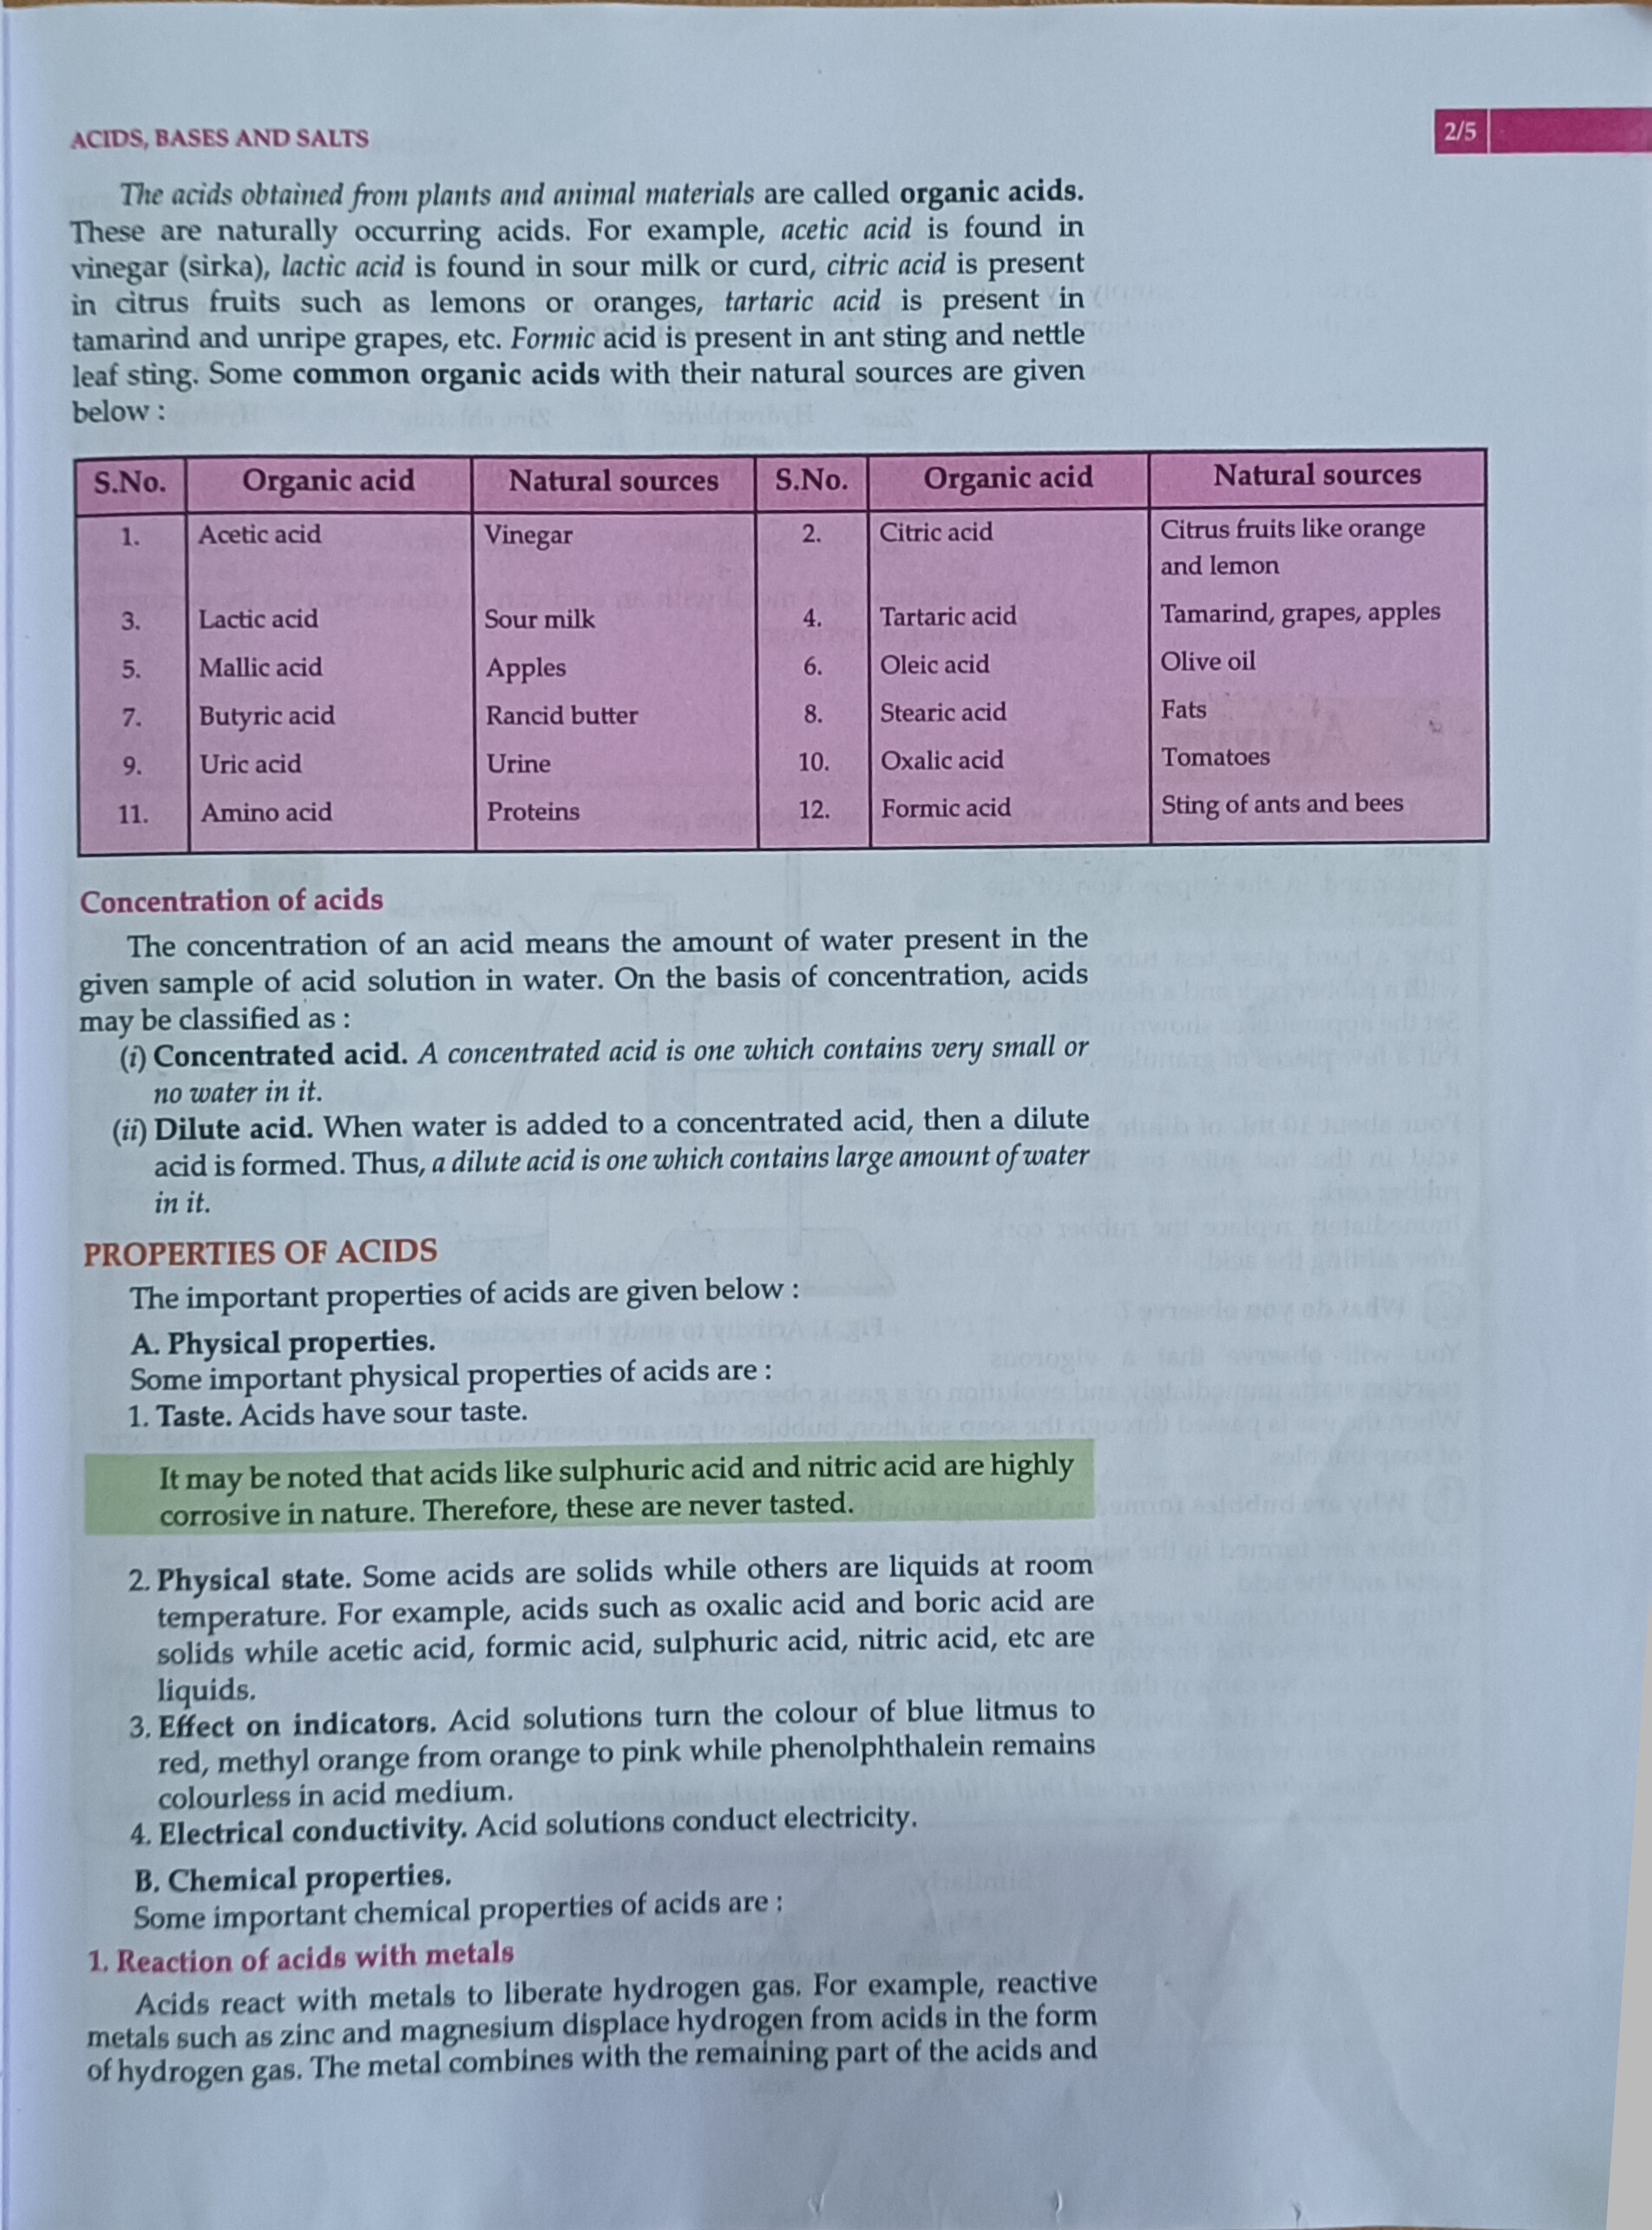 ACIDS, BASES AND SALTS
2/5
The acids obtained from plants and animal materials are called organic acids.
These are naturally occurring acids. For example, acetic acid is found in
vinegar (sirka), lactic acid is found in sour milk or curd, citric acid is present
in citrus fruits such as lemons or oranges, tartaric acid is present in
tamarind and unripe grapes, etc. Formic acid is present in ant sting and nettle
leaf sting. Some common organic acids with their natural sources are given
below :
S.No. Organic acid Natural sources S.No. Organic acid Natural sources
1. Acetic acid Vinegar 2. Citric acid Citrus fruits like orange
and lemon
3. Lactic acid Sour milk 4. Tartaric acid Tamarind, grapes, apples
5. Mallic acid Apples 6. Oleic acid Olive oil
7. Butyric acid Rancid butter 8. Stearic acid Fats
9. Uric acid Urine 10. Oxalic acid Tomatoes
11. Amino acid Proteins 12. Formic acid Sting of ants and bees
Concentration of acids
The concentration of an acid means the amount of water present in the
given sample of acid solution in water. On the basis of concentration, acids
may be classified as :
(i) Concentrated acid. A concentrated acid is one which contains very small or
no water in it.
(ii) Dilute acid. When water is added to a concentrated acid, then a dilute
acid is formed. Thus, a dilute acid is one which contains large amount of water
in it.
PROPERTIES OF ACIDS
The important properties of acids are given below :
A. Physical properties.
Some important physical properties of acids are :
1. Taste. Acids have sour taste.
It may be noted that acids like sulphuric acid and nitric acid are highly
corrosive in nature. Therefore, these are never tasted.
2. Physical state. Some acids are solids while others are liquids at room
temperature. For example, acids such as oxalic acid and boric acid are
solids while acetic acid, formic acid, sulphuric acid, nitric acid, etc are
liquids.
3. Effect on indicators. Acid solutions turn the colour of blue litmus to
red, methyl orange from orange to pink while phenolphthalein remains
colourless in acid medium.
4. Electrical conductivity. Acid solutions conduct electricity.
B. Chemical properties.
Some important chemical properties of acids are :
1. Reaction of acids with metals
Acids react with metals to liberate hydrogen gas. For example, reactive
metals such as zinc and magnesium displace hydrogen from acids in the form
of hydrogen gas. The metal combines with the remaining part of the acids and